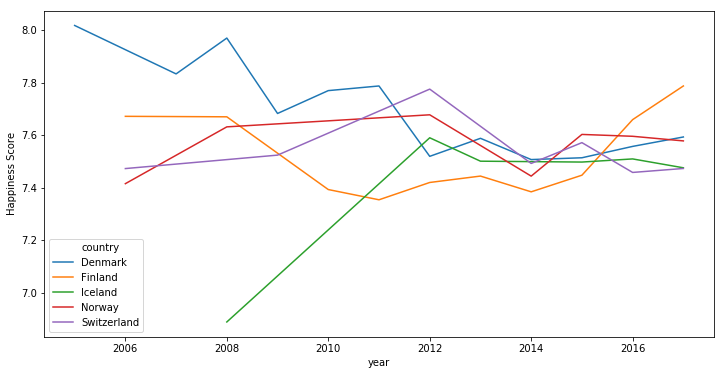 8.0
7.8
7.6
7.4
7.2
7.0
Happiness Score
country
Denmark
Finland
Iceland
Norway
Switzerland
2006 2008 2010 2012 2014 2016
year